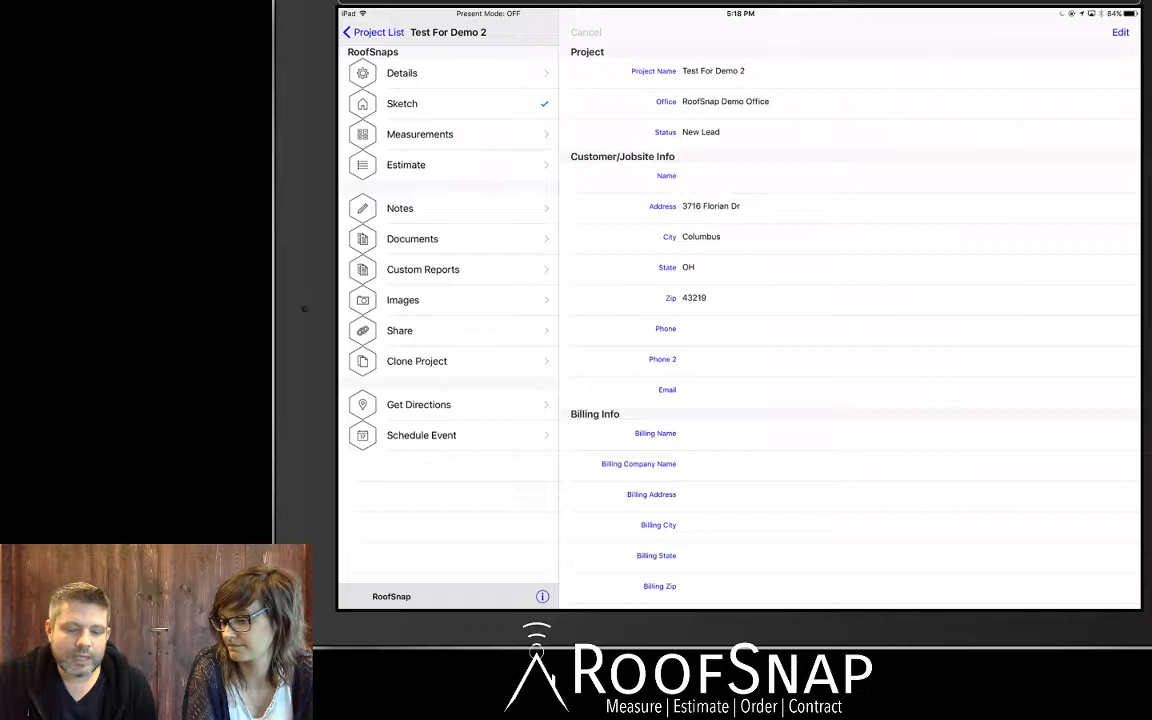 iPad
Present Mode: OFF
5:18 PM
84%
Project List
Test For Demo 2
Cancel
Edit
RoofSnaps
Details
Sketch
Measurements
Estimate
Notes
Documents
Custom Reports
Images
Share
Clone Project
Get Directions
17
Schedule Event
RoofSnap
Project
Project Name Test For Demo 2
Office RoofSnap Demo Office
Status New Lead
Customer/Jobsite Info
Name
Address 3716 Florian Dr
City Columbus
State OH
Zip 43219
Phone
Phone 2
Email
Billing Info
Billing Name
Billing Company Name
Billing Address
Billing City
Billing State
Billing Zip
ROOFSNAP
Measure | Estimate | Order | Contract